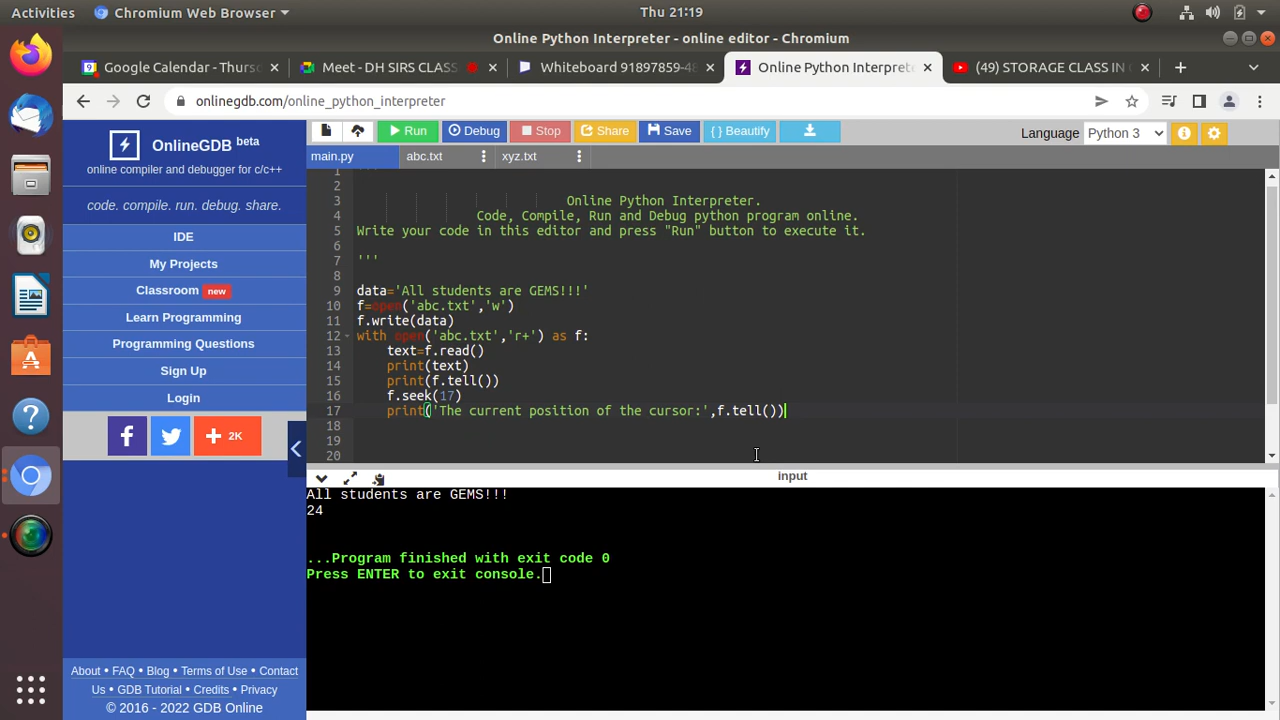 Activities Chromium Web Browser Thu 21:19
Online Python Interpreter - online editor - Chromium
Google Calendar - Thurs
Meet - DH SIRS CLASS
Whiteboard 91897859-4
Online Python Interprete
(49) STORAGE CLASS IN
onlinegdb.com/online_python_interpreter
OnlineGDB beta
online compiler and debugger for c/c++
code. compile. run. debug. share.
IDE
My Projects
Classroom new
Learn Programming
Programming Questions
Sign Up
Login
2K
About • FAQ • Blog • Terms of Use • Contact
Us • GDB Tutorial • Credits • Privacy
© 2016 - 2022 GDB Online
Run Debug Stop Share Save { } Beautify Language Python 3
main.py abc.txt xyz.txt
1 '''
2
3 Online Python Interpreter.
4 Code, Compile, Run and Debug python program online.
5 Write your code in this editor and press "Run" button to execute it.
6
7 '''
8
9 data='All students are GEMS!!!'
10 f=open('abc.txt','w')
11 f.write(data)
12 with open('abc.txt','r+') as f:
13 text=f.read()
14 print(text)
15 print(f.tell())
16 f.seek(17)
17 print('The current position of the cursor:',f.tell())
18
19
20
input
All students are GEMS!!!
24
...Program finished with exit code 0
Press ENTER to exit console.